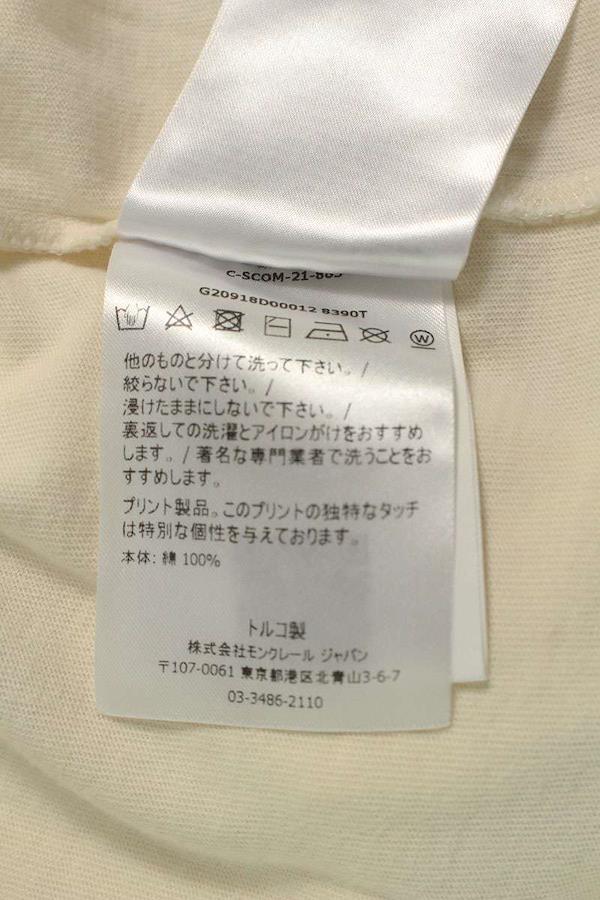 C-SCOM-21-
G20918D00012 8390T
W
他のものと分けて洗って下さい。/
絞らないで下さい。/
浸けたままにしないで下さい。/
裏返しての洗濯とアイロンがけをおすすめ
します。/ 著名な専門業者で洗うことをお
すすめします。
プリント製品。このプリントの独特なタッチ
は特別な個性を与えております。
本体: 綿 100%
トルコ製
株式会社モンクレール ジャパン
〒107-0061 東京都港区北青山3-6-7
03-3486-2110